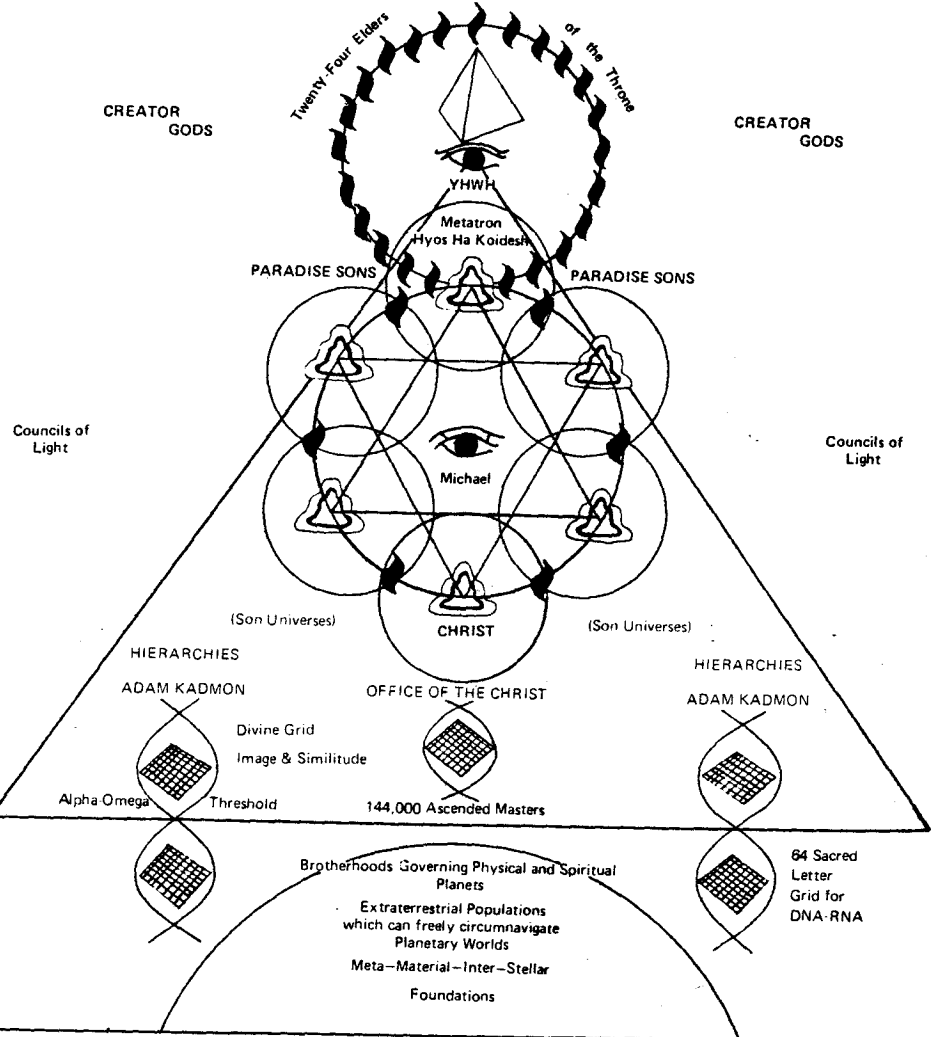 Twenty-Four Elders
of the Throne
CREATOR
GODS
CREATOR
GODS
YHWH
Metatron
Hyos Ha Koidesh
PARADISE SONS
PARADISE SONS
Councils of
Light
Councils of
Light
Michael
(Son Universes)
CHRIST
(Son Universes)
HIERARCHIES
HIERARCHIES
ADAM KADMON
OFFICE OF THE CHRIST
ADAM KADMON
Divine Grid
Image & Similitude
Alpha-Omega
Threshold
144,000 Ascended Masters
Brotherhoods Governing Physical and Spiritual
Planets
64 Sacred
Letter
Grid for
DNA-RNA
Extraterrestrial Populations
which can freely circumnavigate
Planetary Worlds
Meta-Material-Inter-Stellar
Foundations